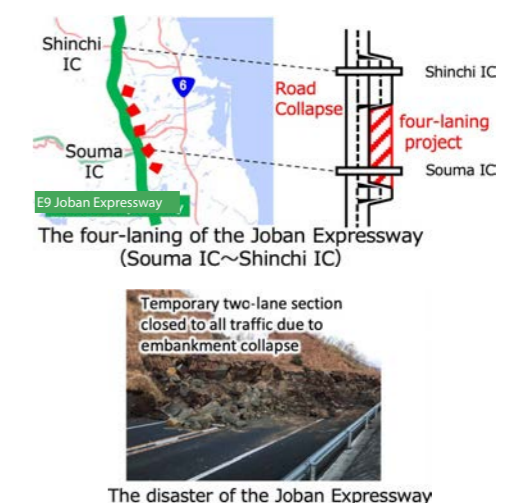 Shinchi
IC
6
Souma
IC
E9 Joban Expressway
y
Road
Collapse
Shinchi IC
four-laning
project
Souma IC
The four-laning of the Joban Expressway
(Souma IC～Shinchi IC)
Temporary two-lane section
closed to all traffic due to
embankment collapse
The disaster of the Joban Expressway